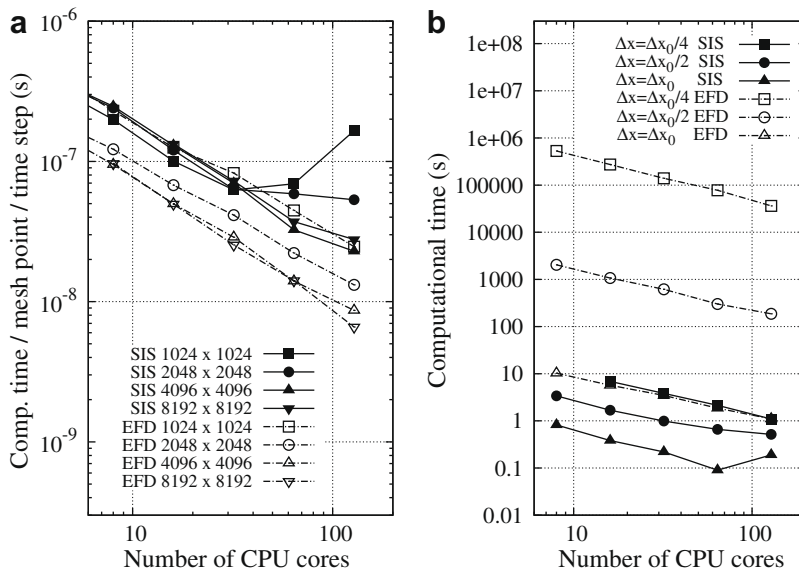 a
Comp. time / mesh point / time step (s)
10^-6
10^-7
10^-8
10^-9
SIS 1024 x 1024
SIS 2048 x 2048
SIS 4096 x 4096
SIS 8192 x 8192
EFD 1024 x 1024
EFD 2048 x 2048
EFD 4096 x 4096
EFD 8192 x 8192
10
100
Number of CPU cores
b
Computational time (s)
1e+08
1e+07
1e+06
100000
10000
1000
100
10
1
0.1
0.01
Δx=Δx0/4 SIS
Δx=Δx0/2 SIS
Δx=Δx0 SIS
Δx=Δx0/4 EFD
Δx=Δx0/2 EFD
Δx=Δx0 EFD
10
100
Number of CPU cores